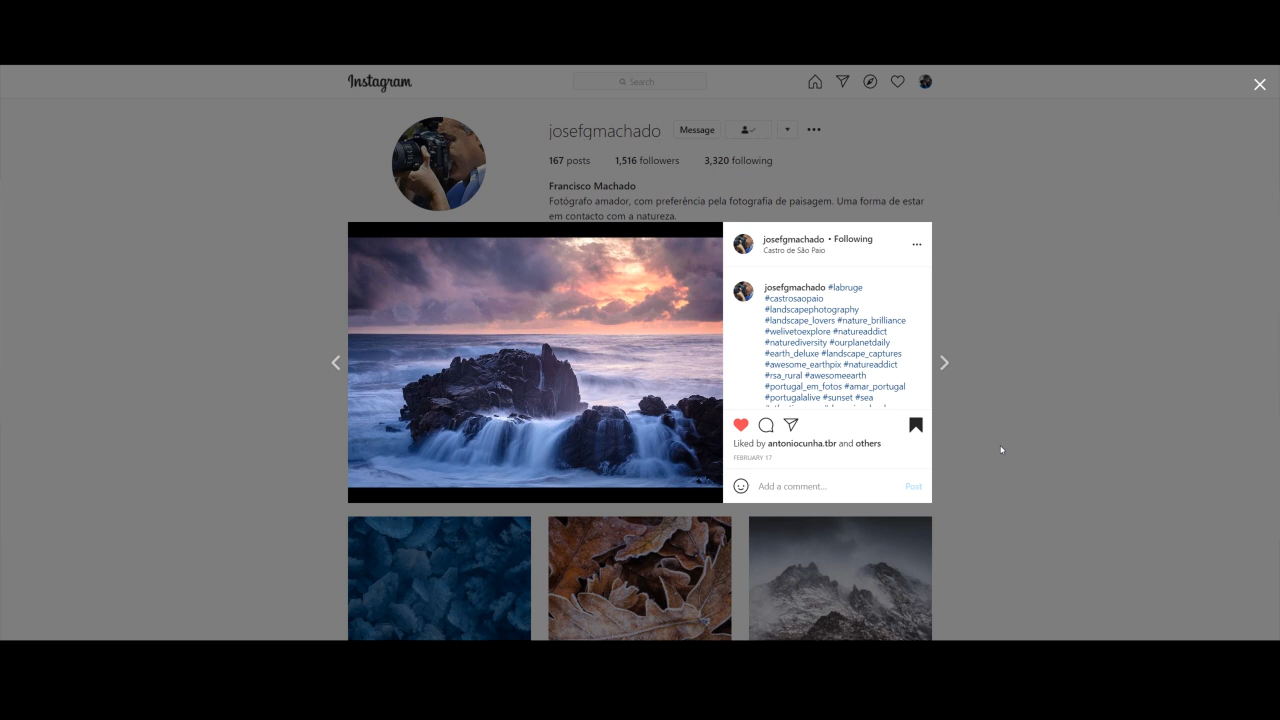 Instagram
Search
josefgmachado Message
167 posts 1,516 followers 3,320 following
Francisco Machado
Fotógrafo amador, com preferência pela fotografia de paisagem. Uma forma de estar
em contacto com a natureza.
josefgmachado • Following
Castro de São Paio
josefgmachado #labruge
#castrosaopaio
#landscapephotography
#landscape_lovers #nature_brilliance
#welivetoexplore #natureaddict
#naturediversity #ourplanetdaily
#earth_deluxe #landscape_captures
#awesome_earthpix #natureaddict
#rsa_rural #awesomeearth
#portugal_em_fotos #amar_portugal
#portugalalive #sunset #sea
Liked by antoniocunha.tbr and others
FEBRUARY 17
Add a comment... Post